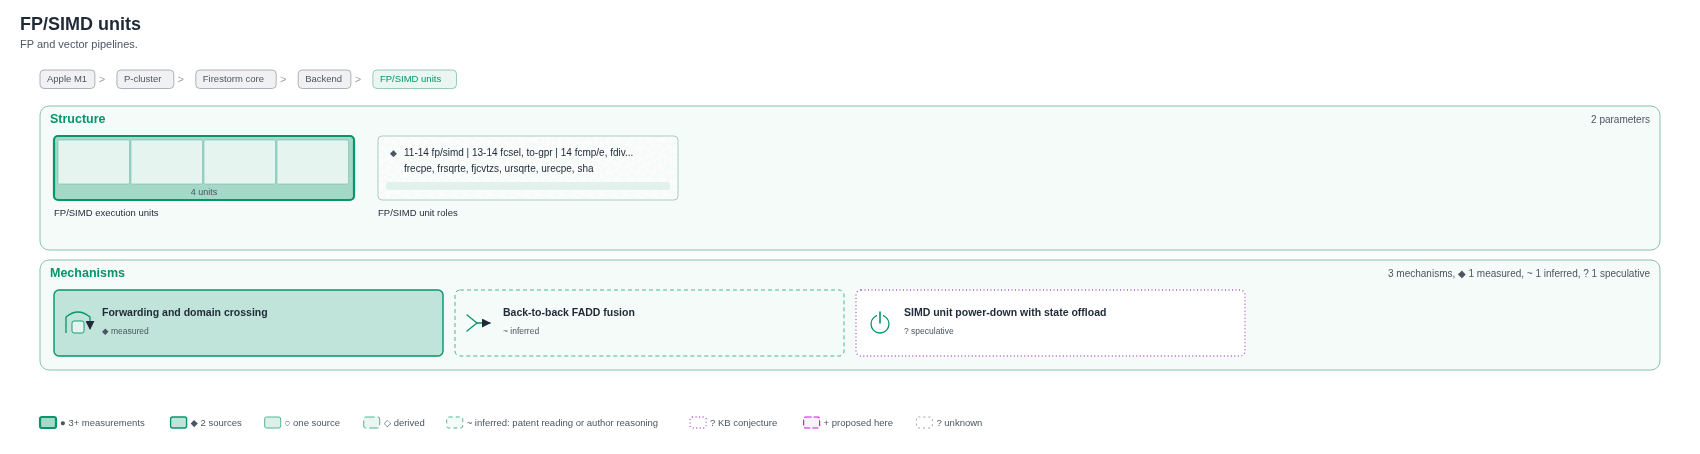 FP/SIMD units
FP and vector pipelines.
Apple M1 > P-cluster > Firestorm core > Backend > FP/SIMD units
Structure
2 parameters
◆ 11-14 fp/simd | 13-14 fcsel, to-gpr | 14 fcmp/e, fdiv...
frecpe, frsqrte, fjcvtzs, ursqrte, urecpe, sha
4 units
FP/SIMD execution units
FP/SIMD unit roles
Mechanisms
3 mechanisms, ◆ 1 measured, ~ 1 inferred, ? 1 speculative
Forwarding and domain crossing
◆ measured
Back-to-back FADD fusion
~ inferred
SIMD unit power-down with state offload
? speculative
● 3+ measurements
◆ 2 sources
○ one source
◇ derived
~ inferred: patent reading or author reasoning
? KB conjecture
+ proposed here
? unknown